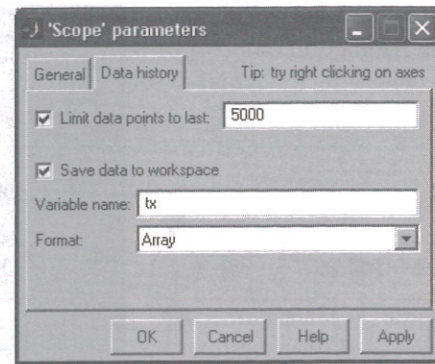 'Scope' parameters
General Data history Tip: try right clicking on axes
Limit data points to last: 5000
Save data to workspace
Variable name: tx
Format: Array
OK Cancel Help Apply